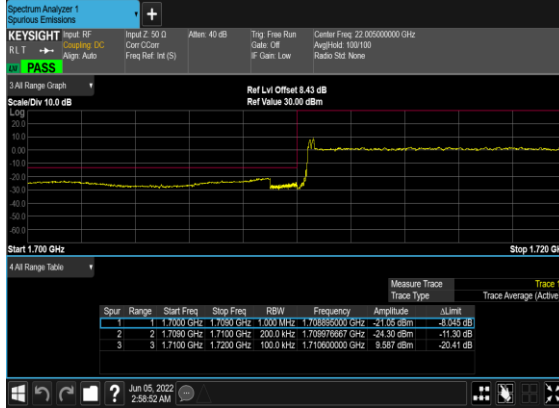 Spectrum Analyzer 1
Spurious Emissions
+
KEYSIGHT Input: RF Input Z: 50 Ω Atten: 40 dB Trig: Free Run Center Freq: 22.005000000 GHz
RLT Coupling: DC Corr CCorr Gate: Off Avg|Hold: 100/100
Align: Auto Freq Ref: Int (S) IF Gain: Low Radio Std: None
PASS
3 All Range Graph
Ref Lvl Offset 8.43 dB
Scale/Div 10.0 dB Ref Value 30.00 dBm
Log
20.0
10.0
0.00
-10.0
-20.0
-30.0
-40.0
-50.0
-60.0
Start 1.700 GHz Stop 1.720 GH
4 All Range Table
Measure Trace Trace 1
Trace Type Trace Average (Active
Spur Range Start Freq Stop Freq RBW Frequency Amplitude ΔLimit
1 1 1.7000 GHz 1.7090 GHz 1.000 MHz 1.708895000 GHz -21.05 dBm -8.045 dB
2 2 1.7090 GHz 1.7100 GHz 200.0 kHz 1.709976667 GHz -24.30 dBm -11.30 dB
3 3 1.7100 GHz 1.7200 GHz 100.0 kHz 1.710600000 GHz 9.587 dBm -20.41 dB
? Jun 05, 2022
2:58:52 AM